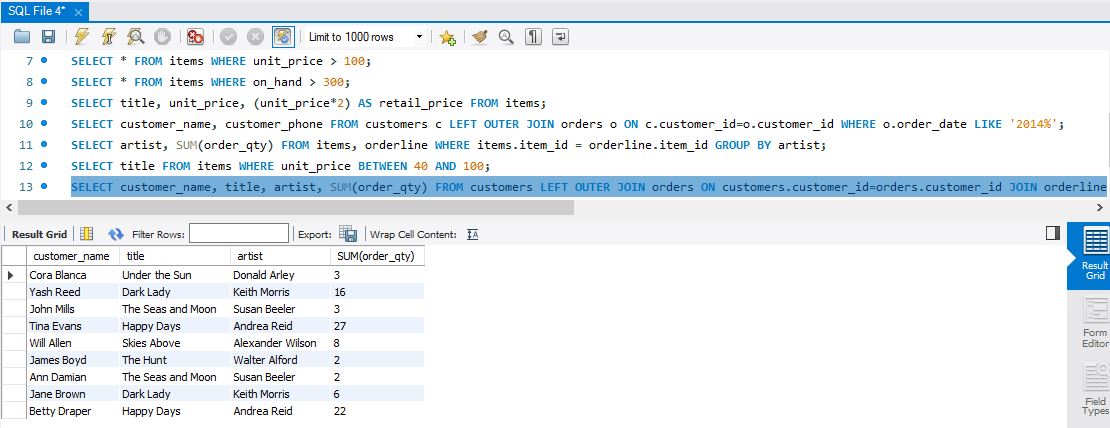 SQL File 4*
Limit to 1000 rows
7 SELECT * FROM items WHERE unit_price > 100;
8 SELECT * FROM items WHERE on_hand > 300;
9 SELECT title, unit_price, (unit_price*2) AS retail_price FROM items;
10 SELECT customer_name, customer_phone FROM customers c LEFT OUTER JOIN orders o ON c.customer_id=o.customer_id WHERE o.order_date LIKE '2014%';
11 SELECT artist, SUM(order_qty) FROM items, orderline WHERE items.item_id = orderline.item_id GROUP BY artist;
12 SELECT title FROM items WHERE unit_price BETWEEN 40 AND 100;
13 SELECT customer_name, title, artist, SUM(order_qty) FROM customers LEFT OUTER JOIN orders ON customers.customer_id=orders.customer_id JOIN orderline
Result Grid Filter Rows: Export: Wrap Cell Content:
customer_name title artist SUM(order_qty)
Cora Blanca Under the Sun Donald Arley 3
Yash Reed Dark Lady Keith Morris 16
John Mills The Seas and Moon Susan Beeler 3
Tina Evans Happy Days Andrea Reid 27
Will Allen Skies Above Alexander Wilson 8
James Boyd The Hunt Walter Alford 2
Ann Damian The Seas and Moon Susan Beeler 2
Jane Brown Dark Lady Keith Morris 6
Betty Draper Happy Days Andrea Reid 22
Result
Grid
Form
Editor
Field
Types